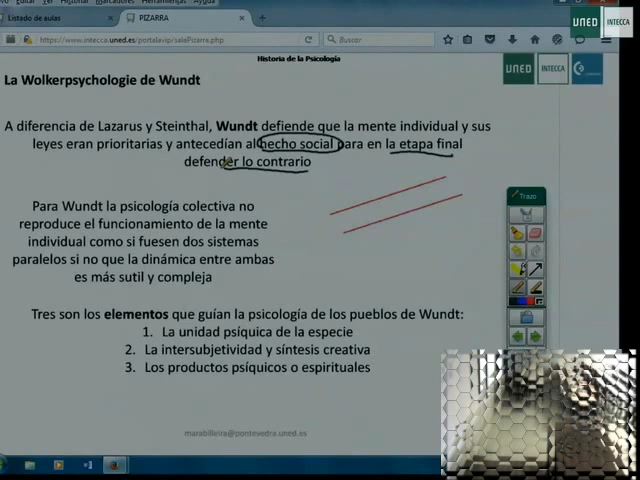 Historial Marcadores Herramientas Ayuda
Listado de aulas
PIZARRA
UNED
INTECCA
https://www.intecca.uned.es/portalavip/salaPizarra.php
Buscar
Historia de la Psicología
UNED
INTECCA
La Wolkerpsychologie de Wundt
A diferencia de Lazarus y Steinthal, Wundt defiende que la mente individual y sus
leyes eran prioritarias y antecedían al hecho social para en la etapa final
defender lo contrario
Trazo
Para Wundt la psicología colectiva no
reproduce el funcionamiento de la mente
individual como si fuesen dos sistemas
paralelos si no que la dinámica entre ambas
es más sutil y compleja
Tres son los elementos que guían la psicología de los pueblos de Wundt:
1. La unidad psíquica de la especie
2. La intersubjetividad y síntesis creativa
3. Los productos psíquicos o espirituales
marabilleira@pontevedra.uned.es